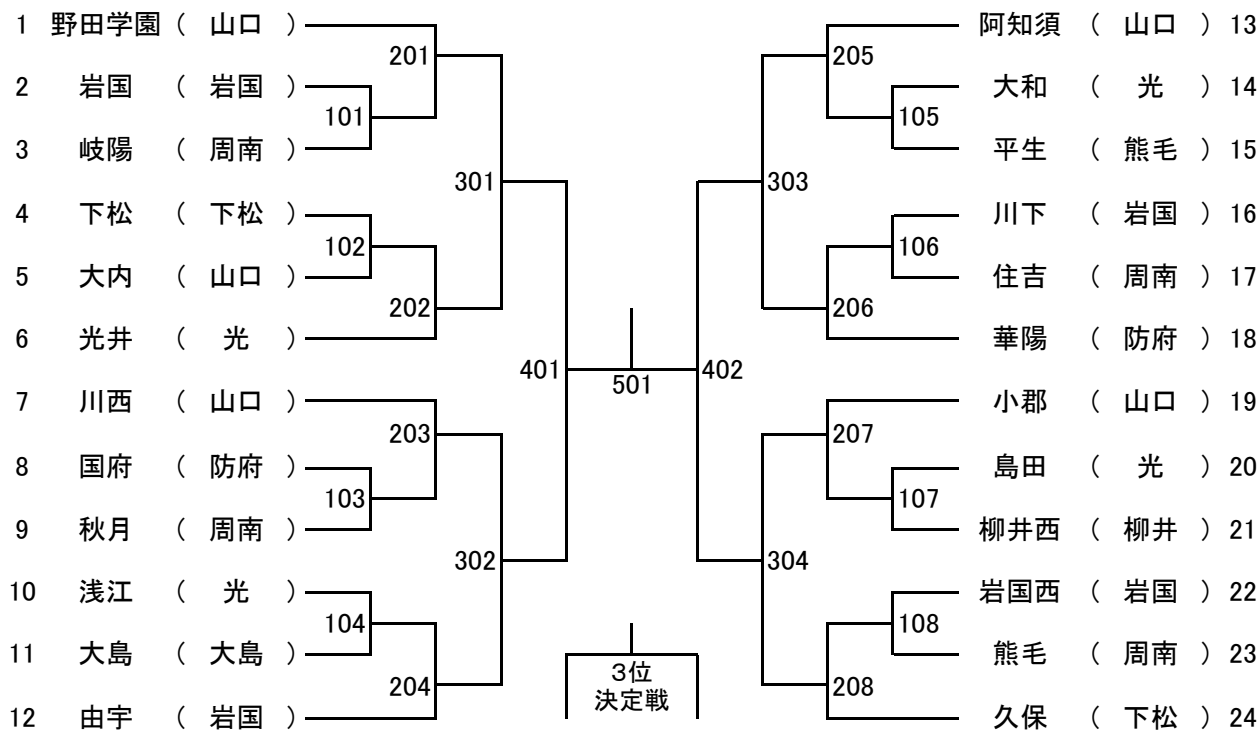 1 野田学園 ( 山口 )
201
2 岩国 ( 岩国 )
101
3 岐陽 ( 周南 )
301
4 下松 ( 下松 )
102
5 大内 ( 山口 )
202
6 光井 ( 光 )
401
7 川西 ( 山口 )
203
8 国府 ( 防府 )
103
9 秋月 ( 周南 )
302
10 浅江 ( 光 )
104
11 大島 ( 大島 )
204
12 由宇 ( 岩国 )
501
3位
決定戦
阿知須 ( 山口 ) 13
205
大和 ( 光 ) 14
105
平生 ( 熊毛 ) 15
303
川下 ( 岩国 ) 16
106
住吉 ( 周南 ) 17
206
華陽 ( 防府 ) 18
402
小郡 ( 山口 ) 19
207
島田 ( 光 ) 20
107
柳井西 ( 柳井 ) 21
304
岩国西 ( 岩国 ) 22
108
熊毛 ( 周南 ) 23
208
久保 ( 下松 ) 24